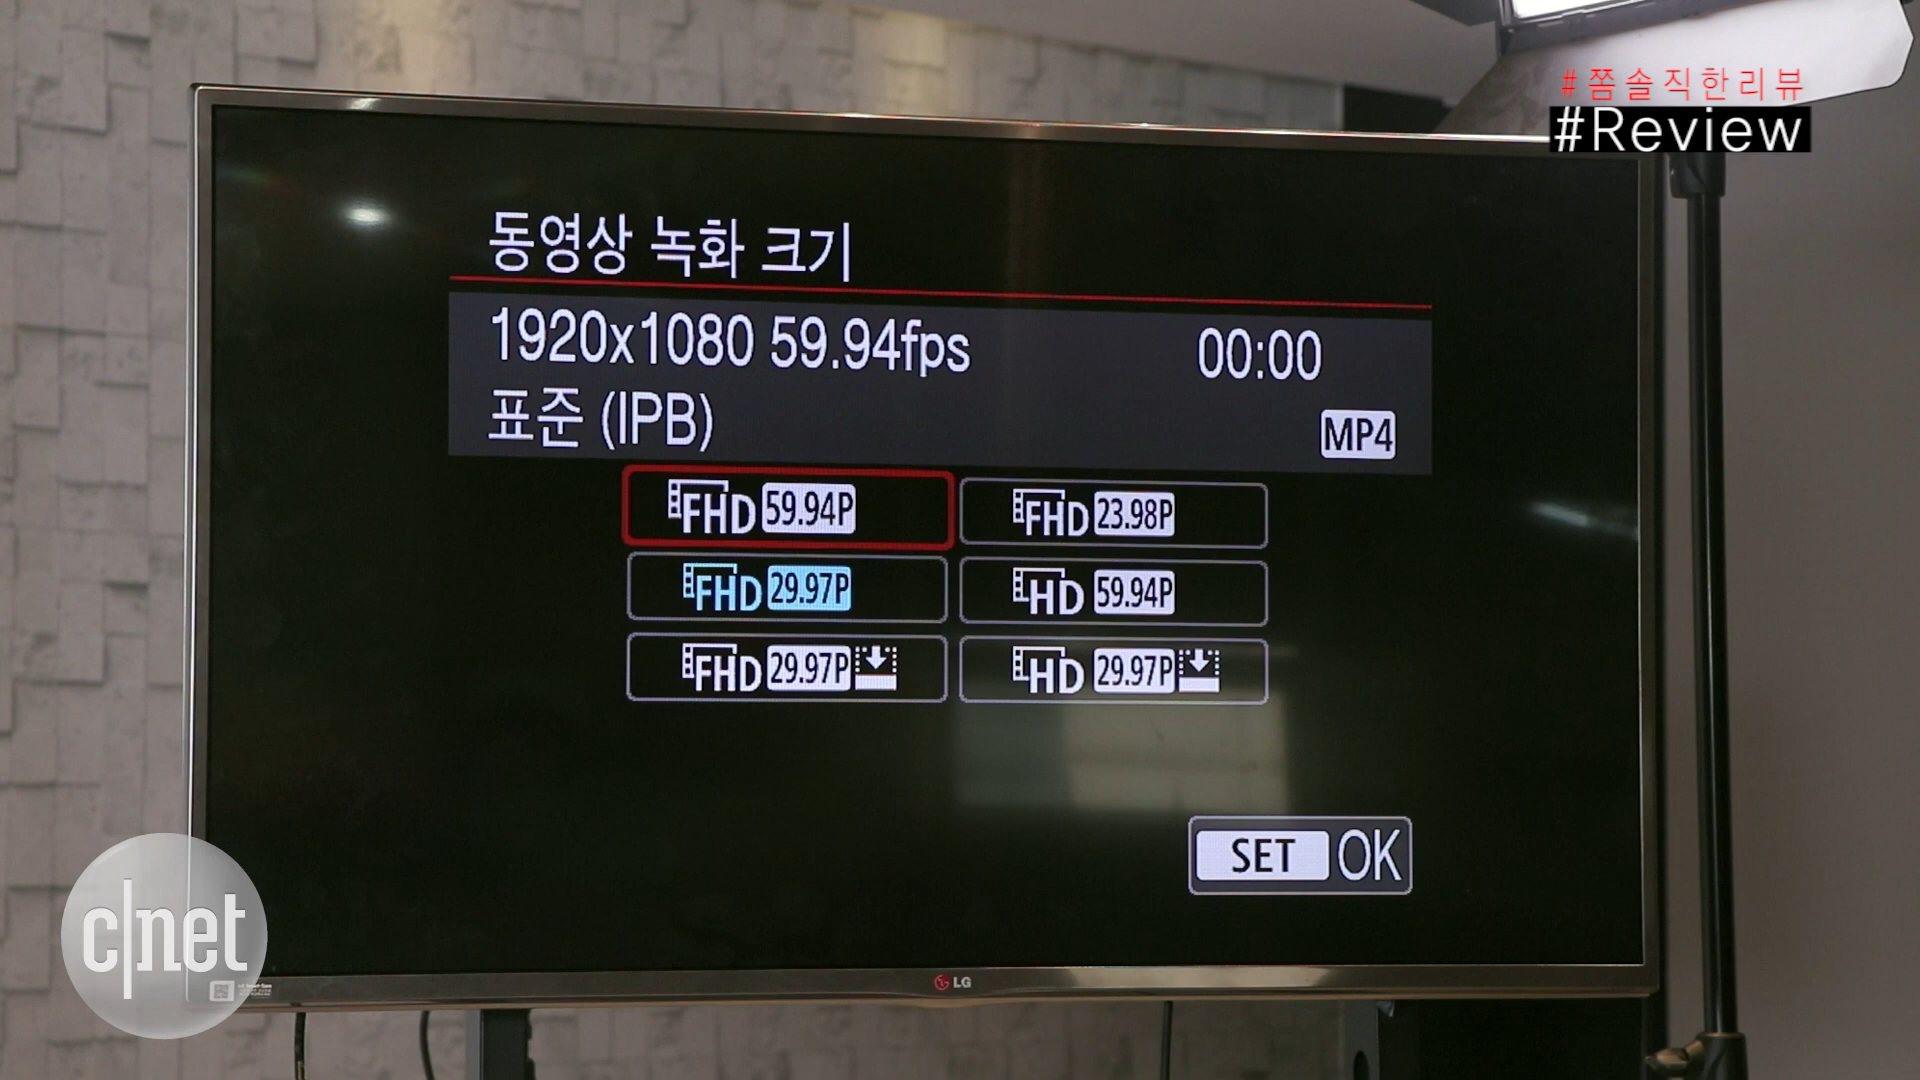 #쫌솔직한리뷰
#Review
동영상 녹화 크기
1920x1080 59.94fps 00:00
표준 (IPB) MP4
FHD 59.94P FHD 23.98P
FHD 29.97P HD 59.94P
FHD 29.97P HD 29.97P
SET OK
c|net
LG